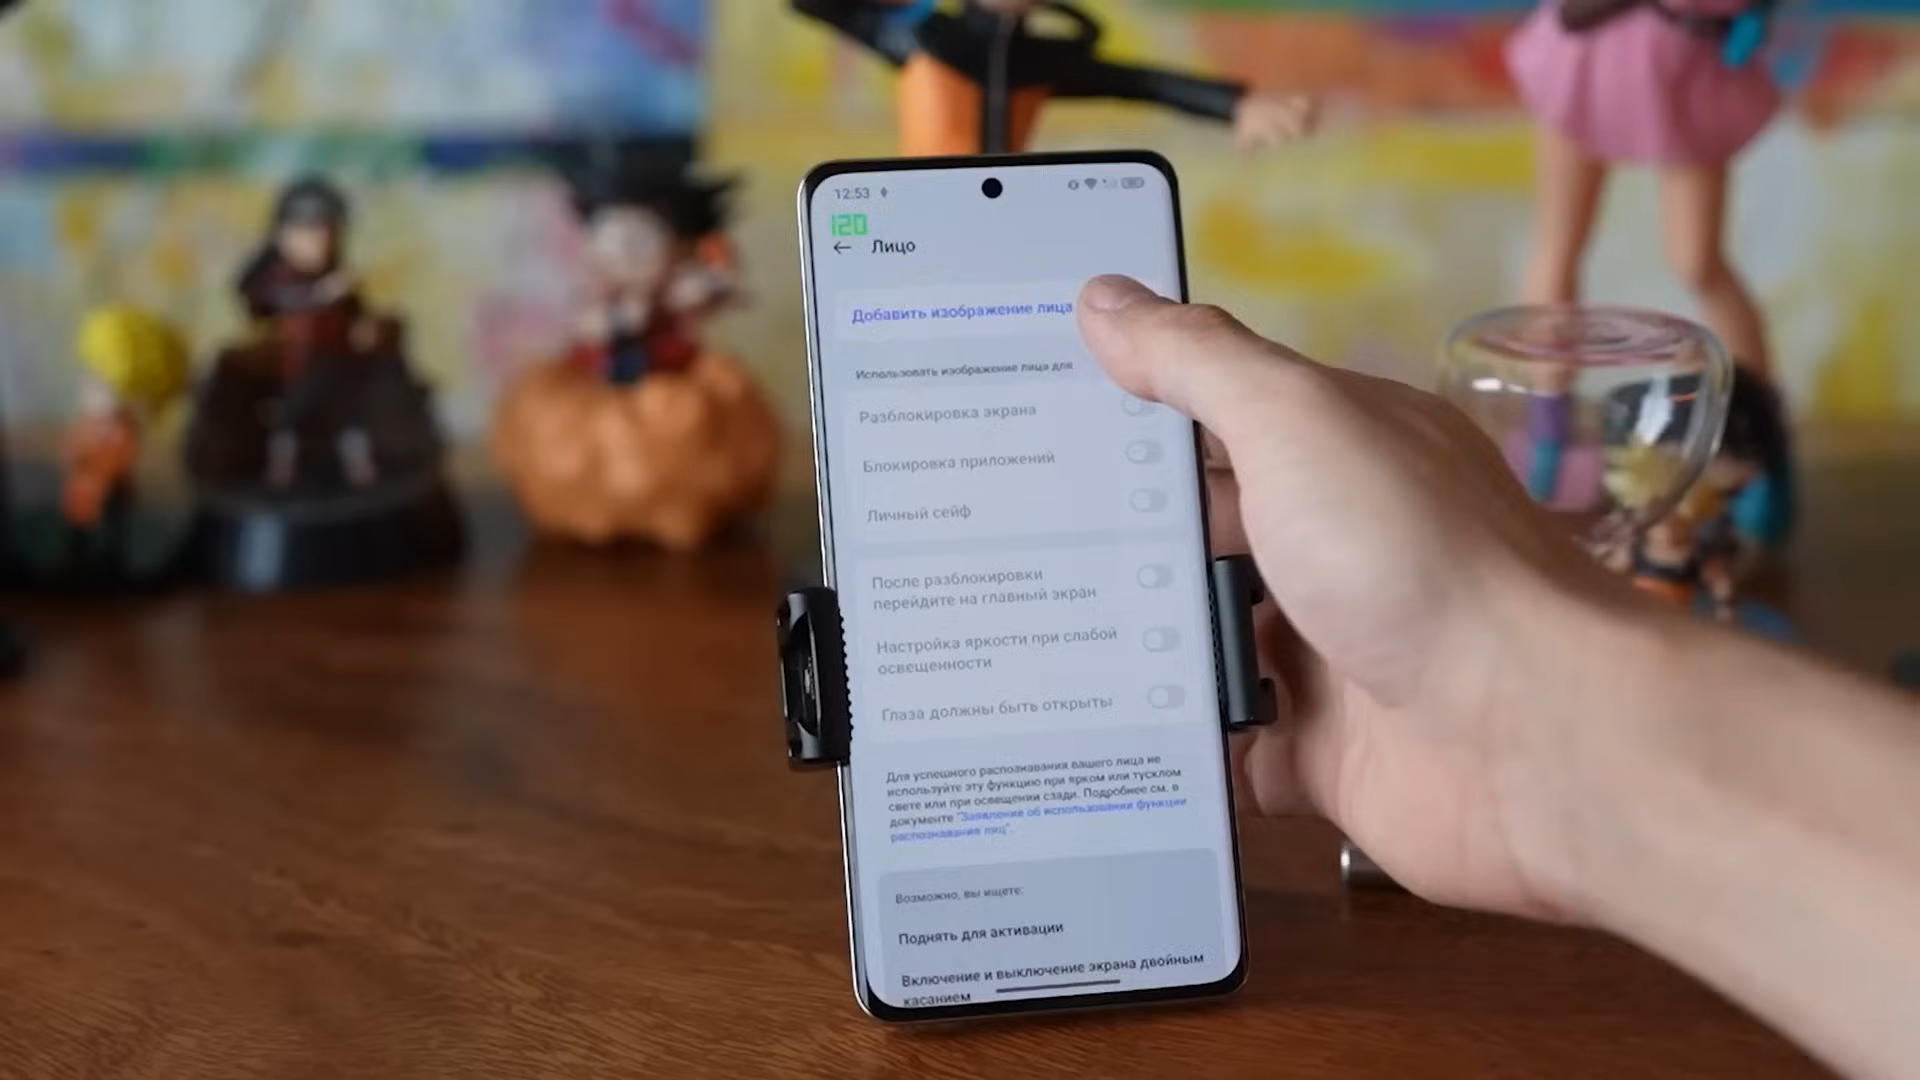 12:53
120
Лицо
Добавить изображение лица
Использовать изображение лица для
Разблокировка экрана
Блокировка приложений
Личный сейф
После разблокировки
перейдите на главный экран
Настройка яркости при слабой
освещенности
Глаза должны быть открыты
Для успешного распознавания вашего лица не
используйте эту функцию при ярком или тусклом
свете или при освещении сзади. Подробнее см. в
документе "Заявление об использовании функции
распознавания лиц".
Возможно, вы ищете:
Поднять для активации
Включение и выключение экрана двойным
касанием